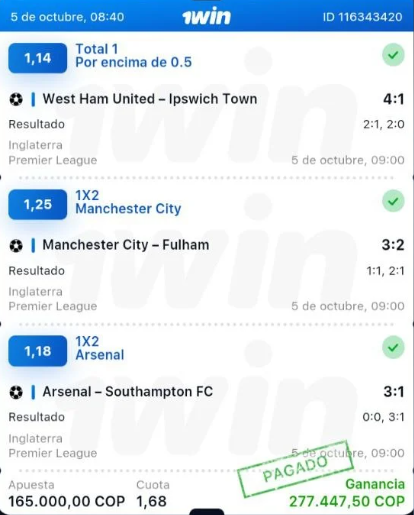 5 de octubre, 08:40 1win ID 116343420
1,14 Total 1
Por encima de 0.5
West Ham United – Ipswich Town 4:1
Resultado 2:1, 2:0
Inglaterra
Premier League 5 de octubre, 09:00
1,25 1X2
Manchester City
Manchester City – Fulham 3:2
Resultado 1:1, 2:1
Inglaterra
Premier League 5 de octubre, 09:00
1,18 1X2
Arsenal
Arsenal – Southampton FC 3:1
Resultado 0:0, 3:1
Inglaterra
Premier League 5 de octubre, 09:00
PAGADO
Apuesta Cuota Ganancia
165.000,00 COP 1,68 277.447,50 COP